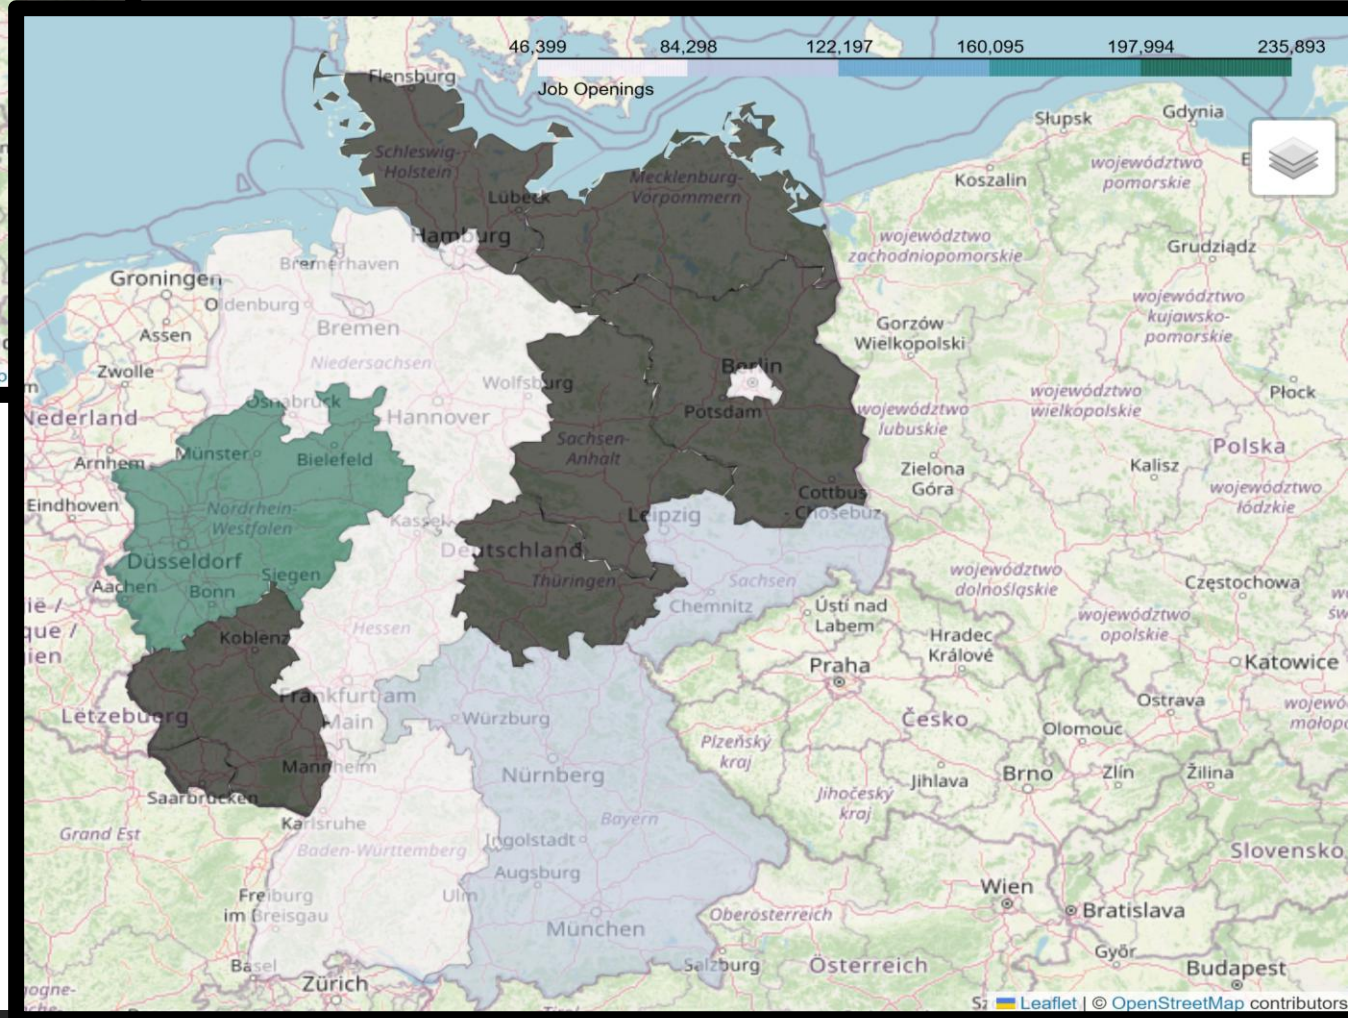 46,399
84,298
122,197
160,095
197,994
235,893
Job Openings
Flensburg
Schleswig-
Holstein
Lübeck
Mecklenburg-
Vorpommern
Hamburg
Bremerhaven
Groningen
Oldenburg
Bremen
Assen
Niedersachsen
Zwolle
Wolfsburg
Berlin
Potsdam
Osnabrück
Hannover
Nederland
Arnhem
Münster
Bielefeld
Sachsen-
Anhalt
Eindhoven
Nordrhein-
Westfalen
Kassel
Leipzig
Cottbus
- Chóśebuz
Deutschland
Düsseldorf
Aachen
Siegen
Bonn
Thüringen
Sachsen
Chemnitz
Koblenz
Hessen
Frankfurt am
Main
Lëtzebuerg
Würzburg
Mannheim
Nürnberg
Saarbrücken
Karlsruhe
Grand Est
Baden-Württemberg
Bayern
Ingolstadt
Augsburg
Ulm
Freiburg
im Breisgau
München
Basel
Zürich
Salzburg
Słupsk
Gdynia
Koszalin
województwo
pomorskie
województwo
zachodniopomorskie
Grudziądz
województwo
kujawsko-
pomorskie
Gorzów
Wielkopolski
Płock
województwo
lubuskie
województwo
wielkopolskie
Polska
Zielona
Góra
Kalisz
województwo
łódzkie
województwo
dolnośląskie
Częstochowa
województwo
opolskie
Ústí nad
Labem
Hradec
Králové
Praha
Katowice
Ostrava
Česko
Olomouc
Plzeňský
kraj
Jihlava
Brno
Zlín
Žilina
Jihočeský
kraj
Slovensko
Wien
Bratislava
Oberösterreich
Győr
Österreich
Budapest
Leaflet | © OpenStreetMap contributors